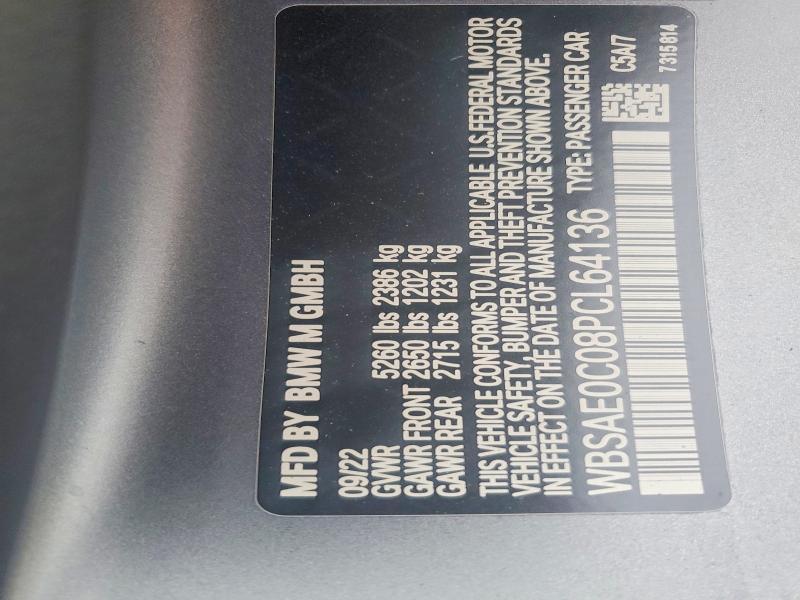 MFD BY BMW M GMBH
09/22
GVWR 5260 lbs 2386 kg
GAWR FRONT 2650 lbs 1202 kg
GAWR REAR 2715 lbs 1231 kg
THIS VEHICLE CONFORMS TO ALL APPLICABLE U.S.FEDERAL MOTOR
VEHICLE SAFETY, BUMPER AND THEFT PREVENTION STANDARDS
IN EFFECT ON THE DATE OF MANUFACTURE SHOWN ABOVE.
WBSAE0C08PCL64136 TYPE: PASSENGER CAR
C5A/7
7315814